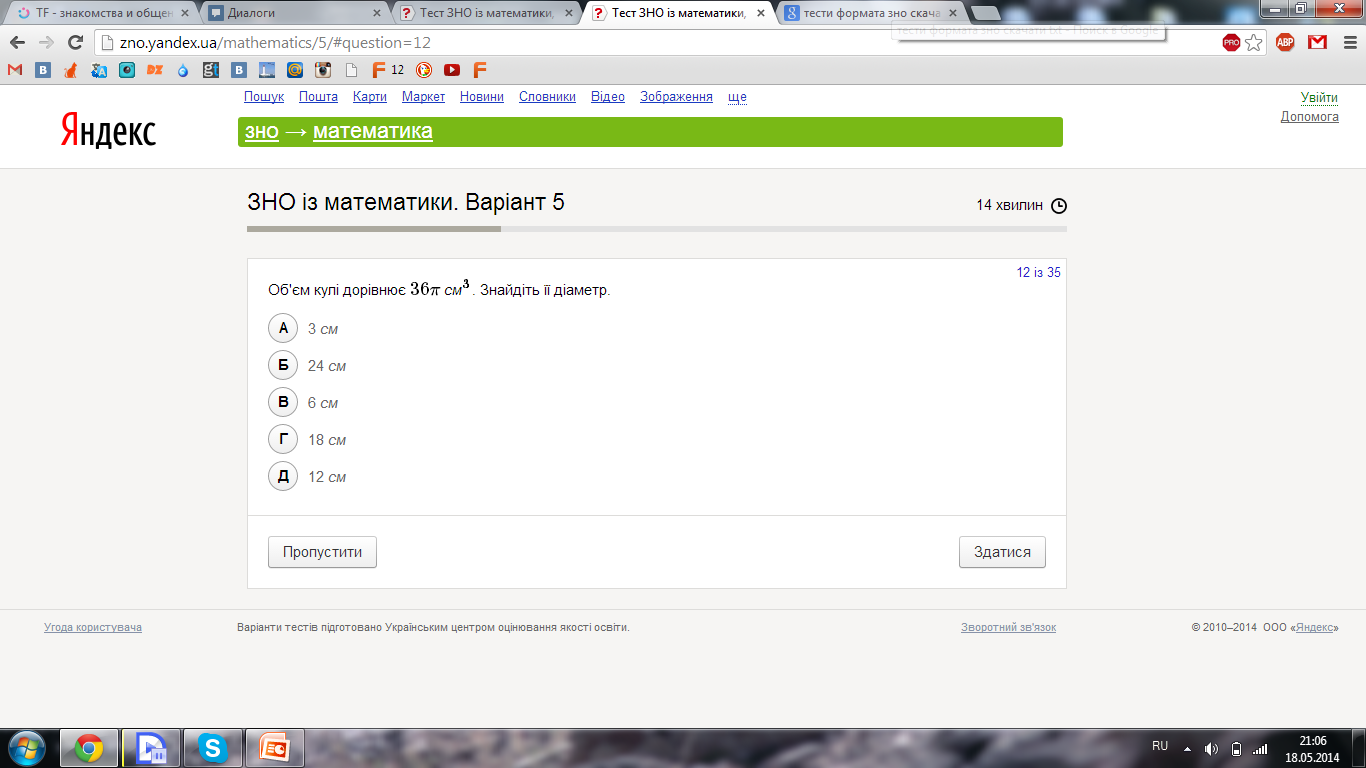 TF - знакомства и общен
Диалоги
Тест ЗНО із математики,
Тест ЗНО із математики,
тести формата зно скача
zno.yandex.ua/mathematics/5/#question=12
PRO
ABP
12
Пошук Пошта Карти Маркет Новини Словники Відео Зображення ще
Увійти
Допомога
Яндекс
зно → математика
ЗНО із математики. Варіант 5
14 хвилин
12 із 35
Об'єм кулі дорівнює 36π см³. Знайдіть її діаметр.
А 3 см
Б 24 см
В 6 см
Г 18 см
Д 12 см
Пропустити
Здатися
Угода користувача
Варіанти тестів підготовано Українським центром оцінювання якості освіти.
Зворотний зв'язок
© 2010–2014 ООО «Яндекс»
RU
21:06
18.05.2014